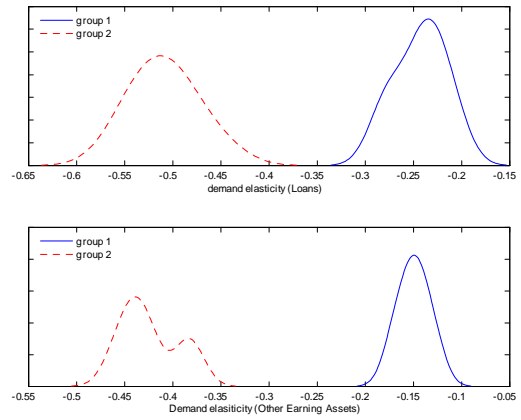 group 1
group 2
-0.65 -0.6 -0.55 -0.5 -0.45 -0.4 -0.35 -0.3 -0.25 -0.2 -0.15
demand elasticity (Loans)
group 1
group 2
-0.55 -0.5 -0.45 -0.4 -0.35 -0.3 -0.25 -0.2 -0.15 -0.1 -0.05
Demand elasiticity (Other Earning Assets)